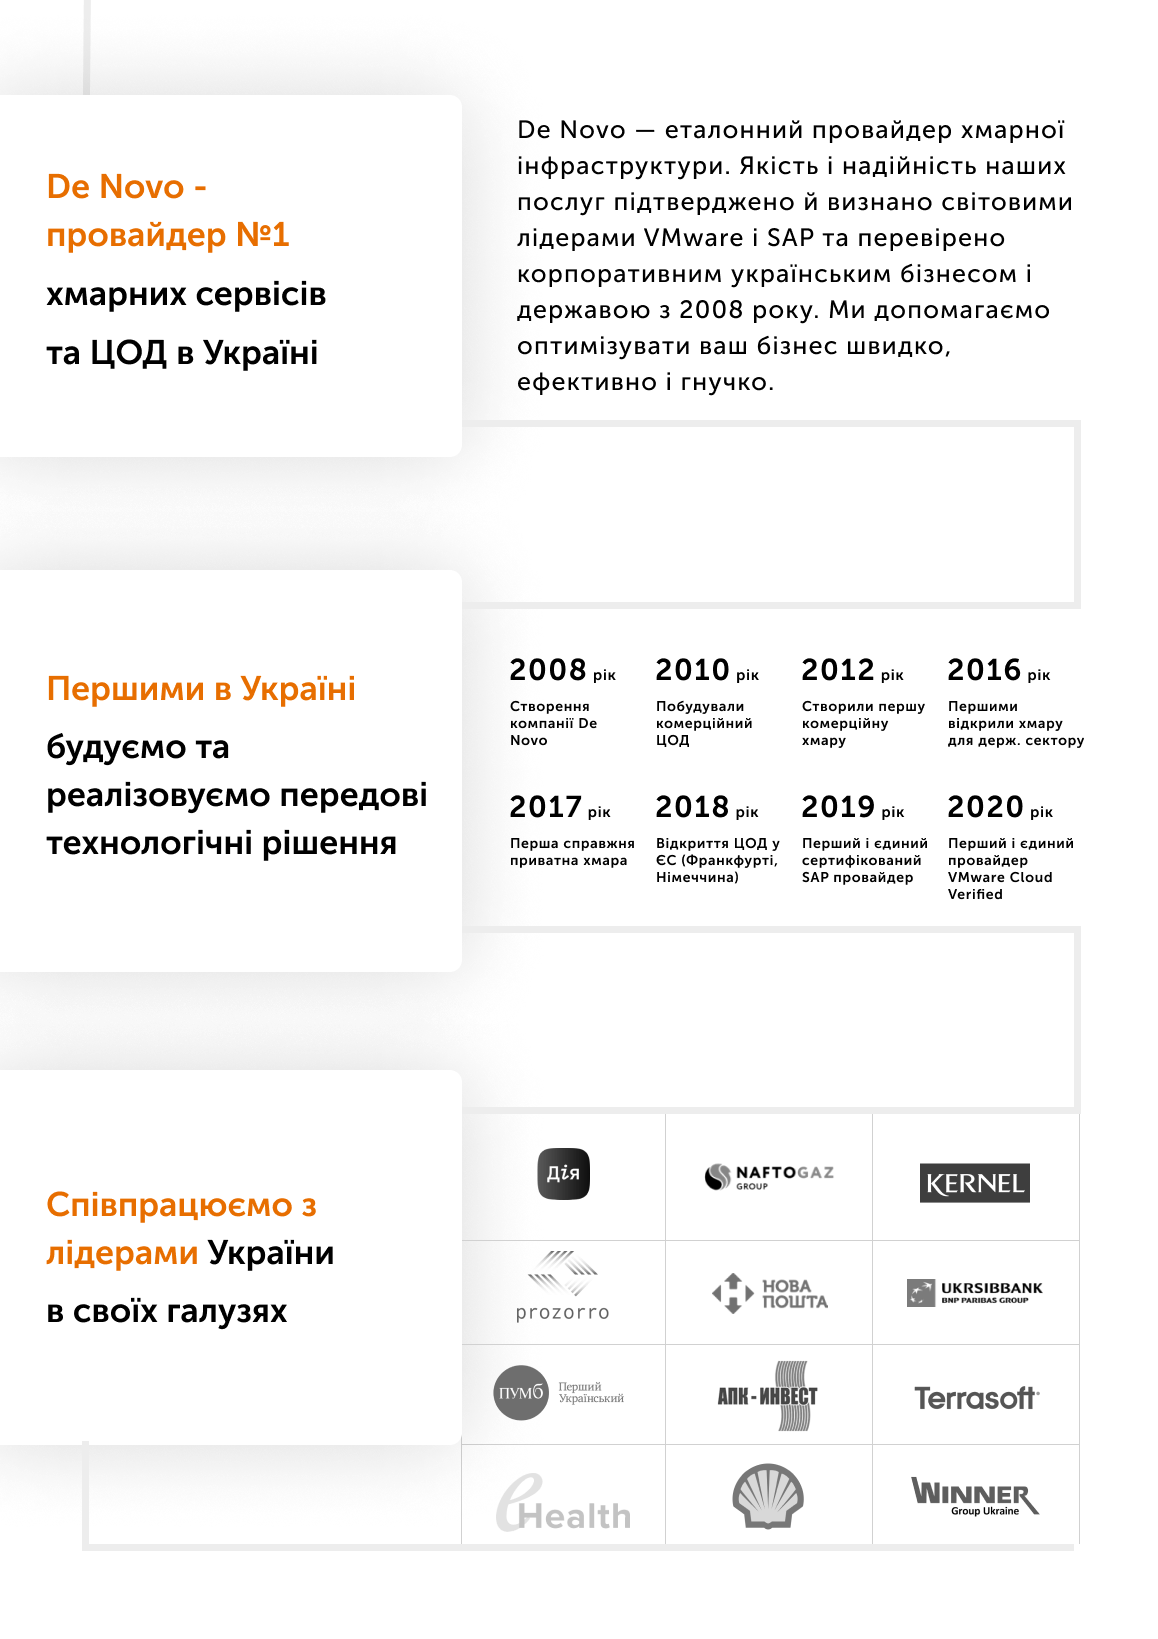 De Novo -
провайдер №1
хмарних сервісів
та ЦОД в Україні
De Novo — еталонний провайдер хмарної
інфраструктури. Якість і надійність наших
послуг підтверджено й визнано світовими
лідерами VMware і SAP та перевірено
корпоративним українським бізнесом і
державою з 2008 року. Ми допомагаємо
оптимізувати ваш бізнес швидко,
ефективно і гнучко.
Першими в Україні
будуємо та
реалізовуємо передові
технологічні рішення
2008 рік
Створення
компанії De
Novo
2010 рік
Побудували
комерційний
ЦОД
2012 рік
Створили першу
комерційну
хмару
2016 рік
Першими
відкрили хмару
для держ. сектору
2017 рік
Перша справжня
приватна хмара
2018 рік
Відкриття ЦОД у
ЄС (Франкфурті,
Німеччина)
2019 рік
Перший і єдиний
сертифікований
SAP провайдер
2020 рік
Перший і єдиний
провайдер
VMware Cloud
Verified
Співпрацюємо з
лідерами України
в своїх галузях
Дія
NAFTOGAZ
GROUP
KERNEL
prozorro
НОВА
ПОШТА
UKRSIBBANK
BNP PARIBAS GROUP
ПУМБ
Перший
Український
АПК - ИНВЕСТ
Terrasoft
eHealth
WINNER
Group Ukraine